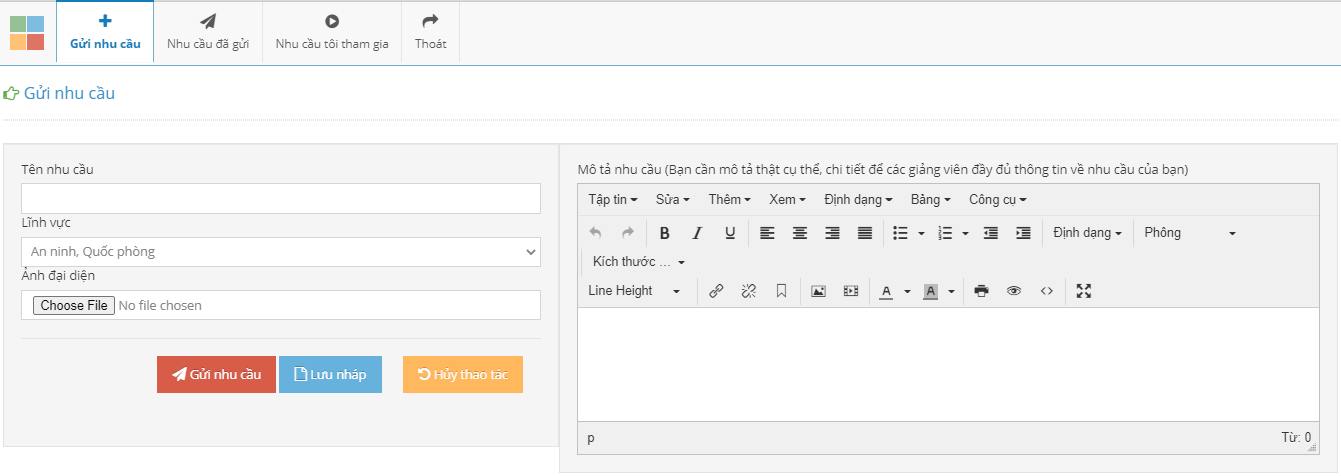 Gửi nhu cầu
Nhu cầu đã gửi
Nhu cầu tôi tham gia
Thoát
Gửi nhu cầu
Tên nhu cầu
Lĩnh vực
An ninh, Quốc phòng
Ảnh đại diện
Choose File No file chosen
Gửi nhu cầu
Lưu nháp
Hủy thao tác
Mô tả nhu cầu (Bạn cần mô tả thật cụ thể, chi tiết để các giảng viên đầy đủ thông tin về nhu cầu của bạn)
Tập tin Sửa Thêm Xem Định dạng Bảng Công cụ
B I U Định dạng Phông
Kích thước ...
Line Height A A
p Từ: 0